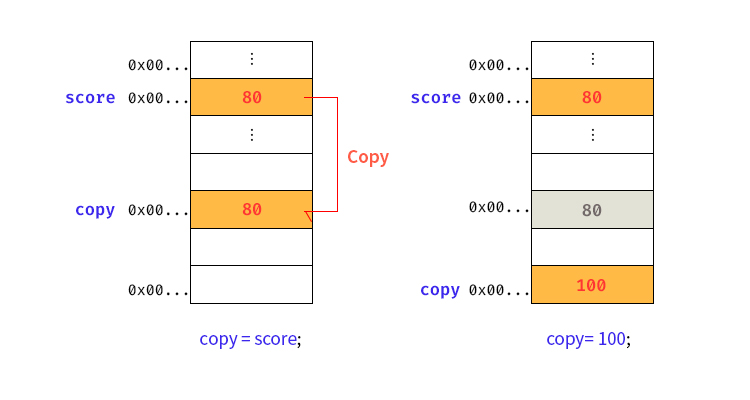 ⋮
0x00...
score 0x00... 80
⋮
Copy
copy 0x00... 80
0x00...
copy = score;
⋮
0x00...
score 0x00... 80
⋮
0x00... 80
copy 0x00... 100
copy= 100;